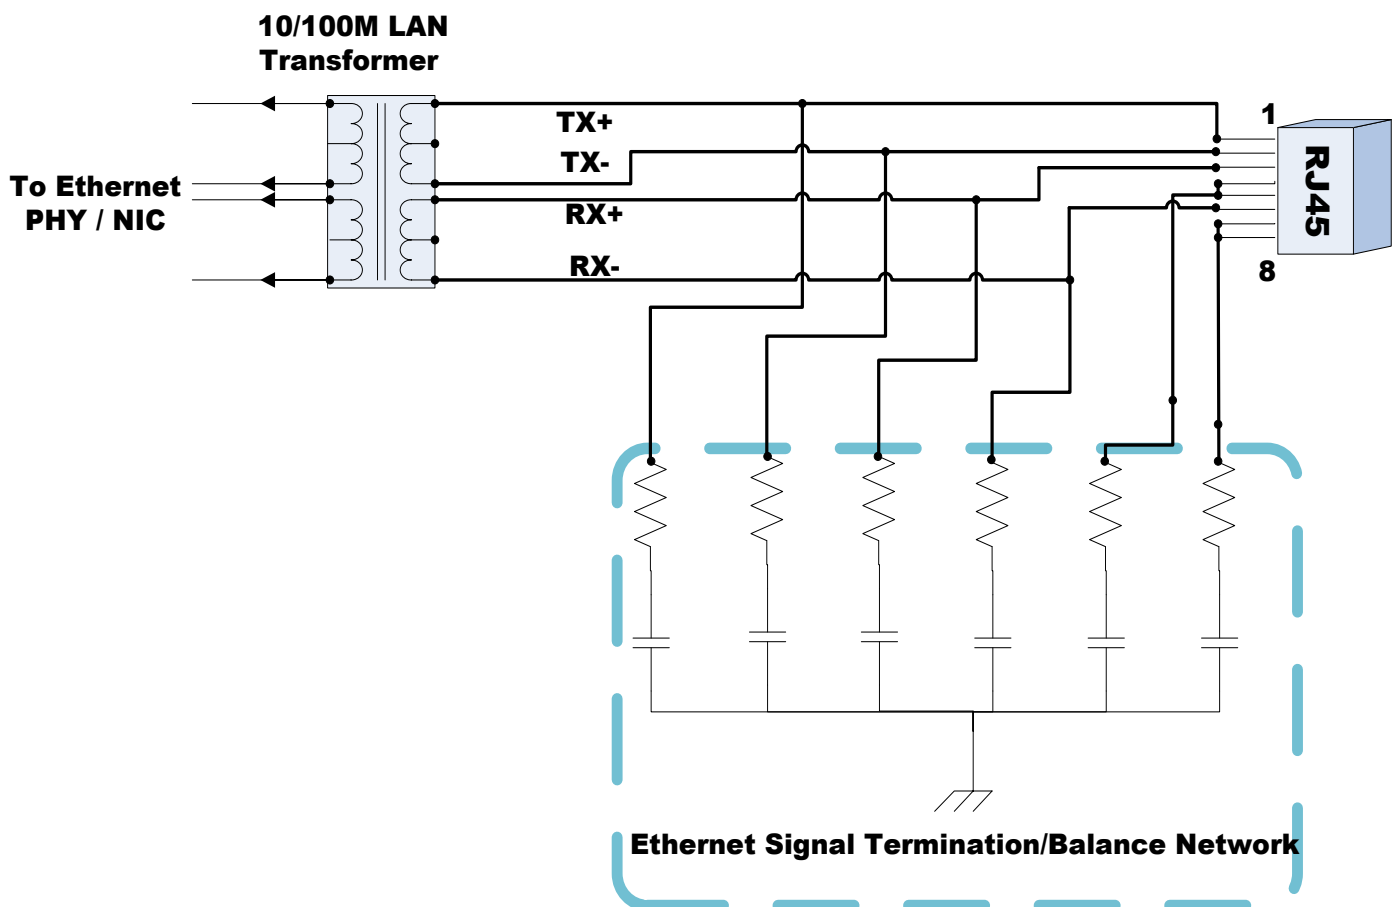 10/100M LAN
Transformer
TX+
TX-
RX+
RX-
To Ethernet
PHY / NIC
1
RJ45
8
Ethernet Signal Termination/Balance Network